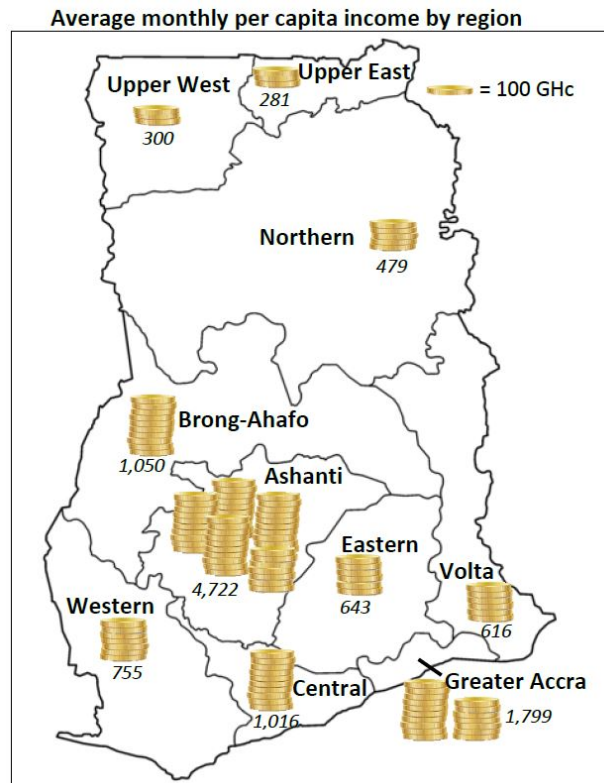 Average monthly per capita income by region
Upper West
300
Upper East
281
= 100 GHc
Northern
479
Brong-Ahafo
1,050
Ashanti
4,722
Eastern
643
Volta
616
Western
755
Central
1,016
Greater Accra
1,799